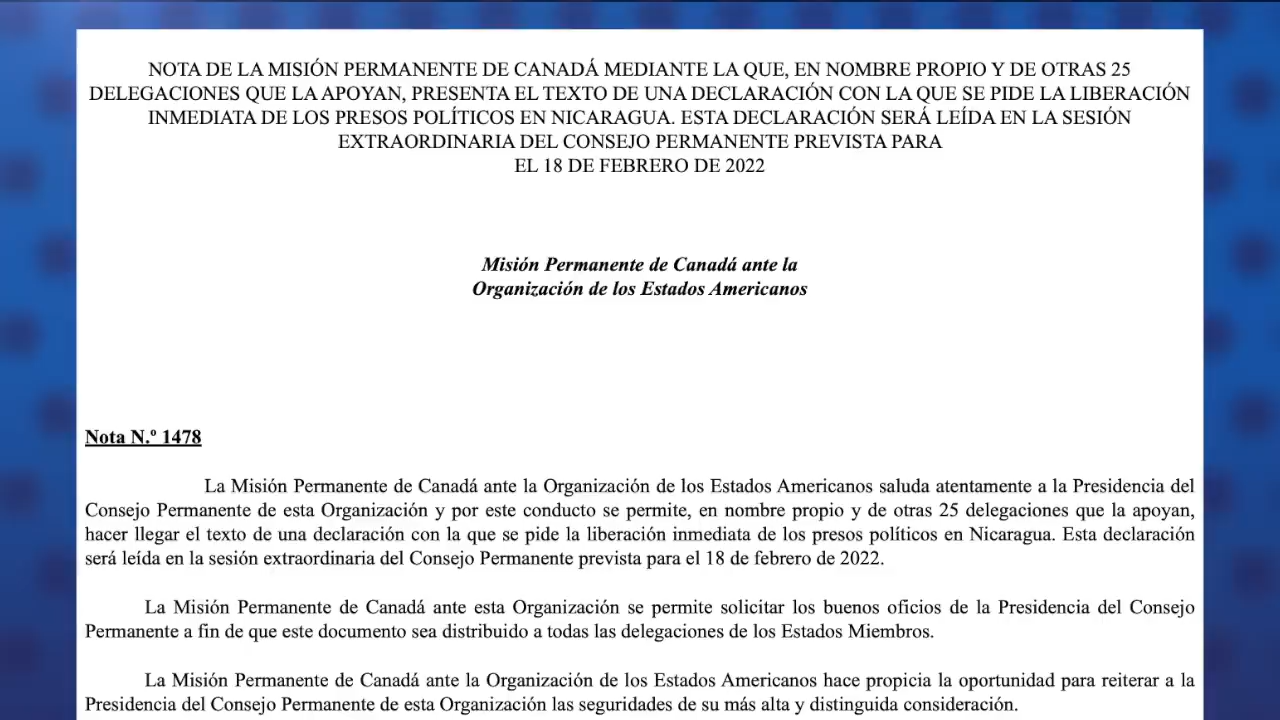 NOTA DE LA MISIÓN PERMANENTE DE CANADÁ MEDIANTE LA QUE, EN NOMBRE PROPIO Y DE OTRAS 25
DELEGACIONES QUE LA APOYAN, PRESENTA EL TEXTO DE UNA DECLARACIÓN CON LA QUE SE PIDE LA LIBERACIÓN
INMEDIATA DE LOS PRESOS POLÍTICOS EN NICARAGUA. ESTA DECLARACIÓN SERÁ LEÍDA EN LA SESIÓN
EXTRAORDINARIA DEL CONSEJO PERMANENTE PREVISTA PARA
EL 18 DE FEBRERO DE 2022
Misión Permanente de Canadá ante la
Organización de los Estados Americanos
Nota N.º 1478
La Misión Permanente de Canadá ante la Organización de los Estados Americanos saluda atentamente a la Presidencia del
Consejo Permanente de esta Organización y por este conducto se permite, en nombre propio y de otras 25 delegaciones que la apoyan,
hacer llegar el texto de una declaración con la que se pide la liberación inmediata de los presos políticos en Nicaragua. Esta declaración
será leída en la sesión extraordinaria del Consejo Permanente prevista para el 18 de febrero de 2022.
La Misión Permanente de Canadá ante esta Organización se permite solicitar los buenos oficios de la Presidencia del Consejo
Permanente a fin de que este documento sea distribuido a todas las delegaciones de los Estados Miembros.
La Misión Permanente de Canadá ante la Organización de los Estados Americanos hace propicia la oportunidad para reiterar a la
Presidencia del Consejo Permanente de esta Organización las seguridades de su más alta y distinguida consideración.